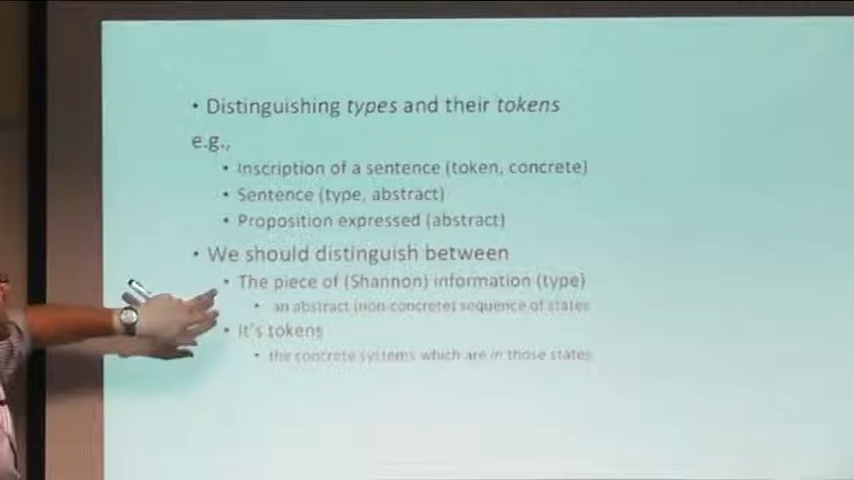 • Distinguishing types and their tokens
e.g.,
• Inscription of a sentence (token, concrete)
• Sentence (type, abstract)
• Proposition expressed (abstract)
• We should distinguish between
• The piece of (Shannon) information (type)
• an abstract (non-concrete) sequence of states
• It's tokens
• the concrete systems which are in those states